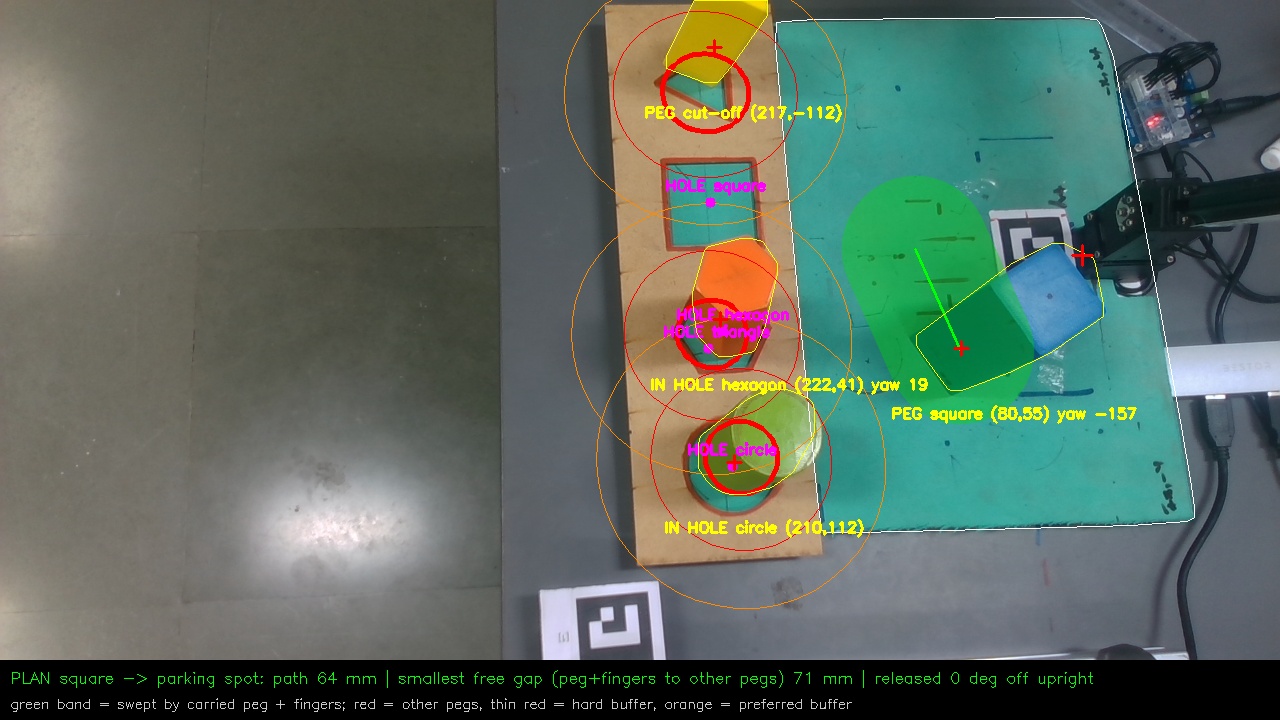 PEG cut-off (217,-112)
HOLE square
HOLE hexagon
HOLE triangle
IN HOLE hexagon (222,41) yaw 19
PEG square (80,55) yaw -157
HOLE circle
IN HOLE circle (210,112)
PLAN square -> parking spot: path 64 mm | smallest free gap (peg+fingers to other pegs) 71 mm | released 0 deg off upright
green band = swept by carried peg + fingers; red = other pegs, thin red = hard buffer, orange = preferred buffer